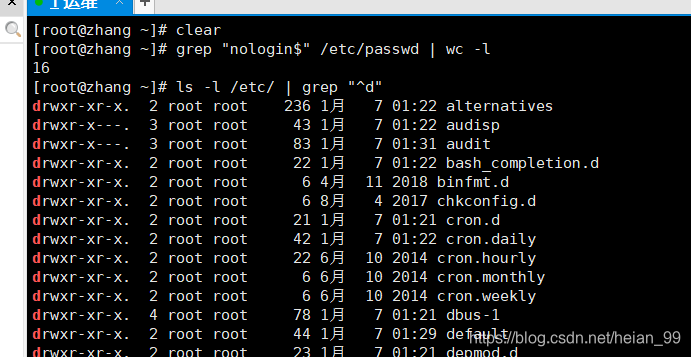 1 运维
[root@zhang ~]# clear
[root@zhang ~]# grep "nologin$" /etc/passwd | wc -l
16
[root@zhang ~]# ls -l /etc/ | grep "^d"
drwxr-xr-x. 2 root root 236 1月 7 01:22 alternatives
drwxr-x---. 3 root root 43 1月 7 01:22 audisp
drwxr-x---. 3 root root 83 1月 7 01:31 audit
drwxr-xr-x. 2 root root 22 1月 7 01:22 bash_completion.d
drwxr-xr-x. 2 root root 6 4月 11 2018 binfmt.d
drwxr-xr-x. 2 root root 6 8月 4 2017 chkconfig.d
drwxr-xr-x. 2 root root 21 1月 7 01:21 cron.d
drwxr-xr-x. 2 root root 42 1月 7 01:22 cron.daily
drwxr-xr-x. 2 root root 22 6月 10 2014 cron.hourly
drwxr-xr-x. 2 root root 6 6月 10 2014 cron.monthly
drwxr-xr-x. 2 root root 6 6月 10 2014 cron.weekly
drwxr-xr-x. 4 root root 78 1月 7 01:21 dbus-1
drwxr-xr-x. 2 root root 44 1月 7 01:29 default
https://blog.csdn.net/heian_99
drwxr-xr-x. 2 root root 23 1月 7 01:21 depmod.d